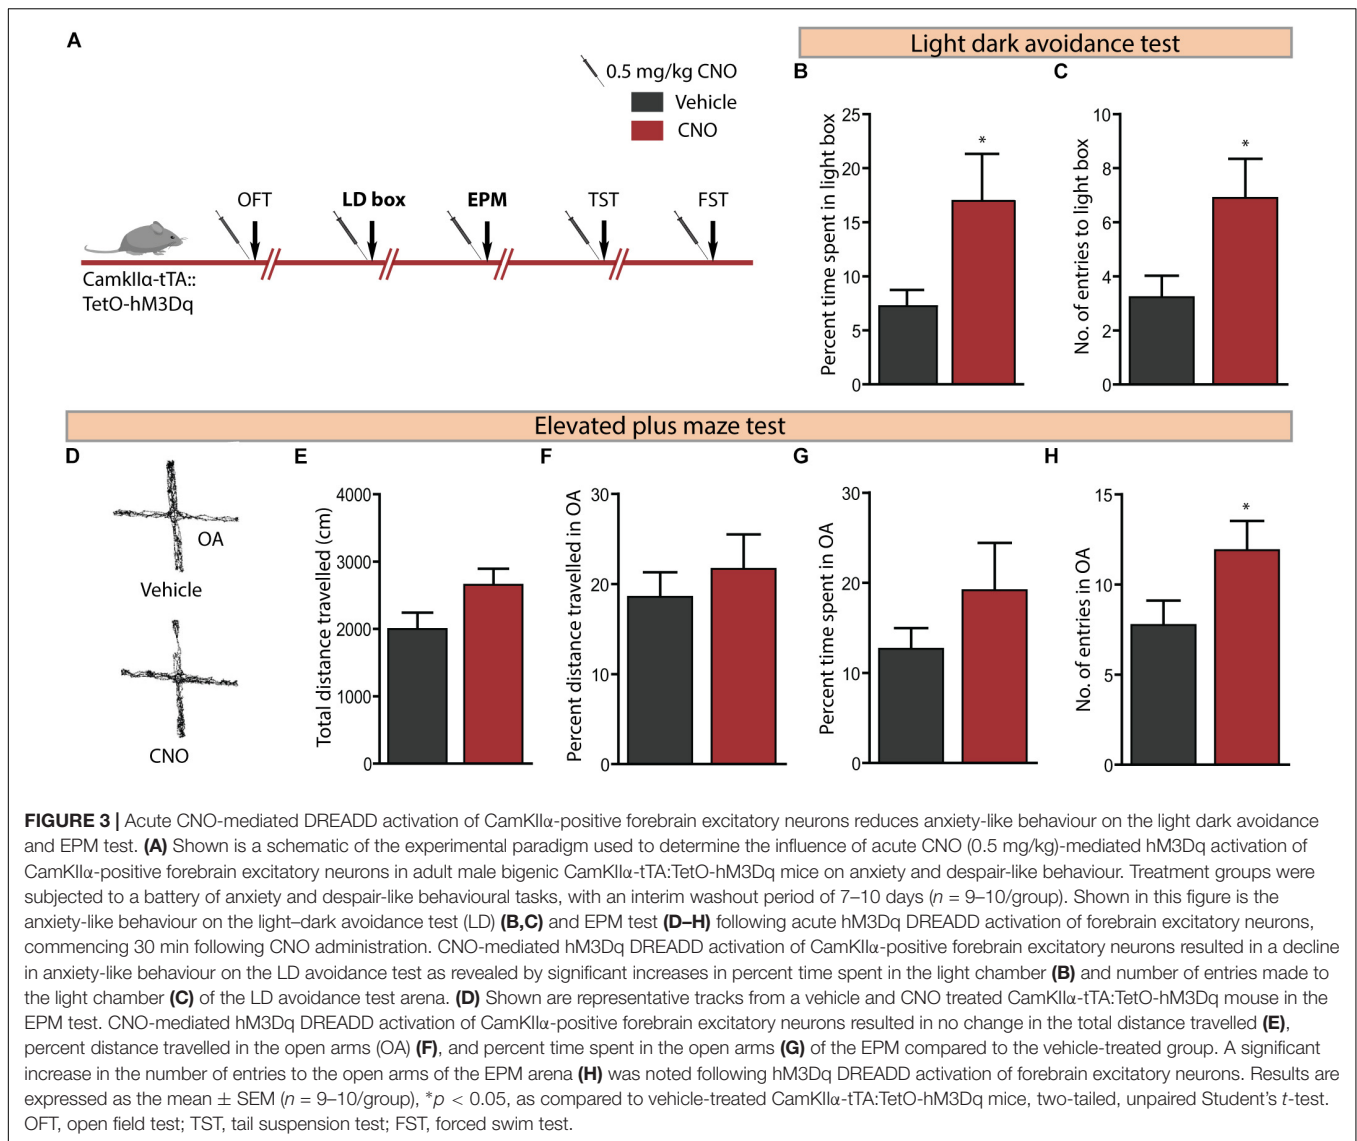 A
0.5 mg/kg CNO
Vehicle
CNO
OFT
LD box
EPM
TST
FST
CamkIIα-tTA::
TetO-hM3Dq
Light dark avoidance test
B
Percent time spent in light box
25
20
15
10
5
0
*
C
No. of entries to light box
10
8
6
4
2
0
*
Elevated plus maze test
D
OA
Vehicle
CNO
E
Total distance travelled (cm)
4000
3000
2000
1000
0
F
Percent distance travelled in OA
30
20
10
0
G
Percent time spent in OA
30
20
10
0
H
No. of entries in OA
15
10
5
0
*
FIGURE 3 | Acute CNO-mediated DREADD activation of CamKIIα-positive forebrain excitatory neurons reduces anxiety-like behaviour on the light dark avoidance
and EPM test. (A) Shown is a schematic of the experimental paradigm used to determine the influence of acute CNO (0.5 mg/kg)-mediated hM3Dq activation of
CamKIIα-positive forebrain excitatory neurons in adult male bigenic CamKIIα-tTA:TetO-hM3Dq mice on anxiety and despair-like behaviour. Treatment groups were
subjected to a battery of anxiety and despair-like behavioural tasks, with an interim washout period of 7–10 days (n = 9–10/group). Shown in this figure is the
anxiety-like behaviour on the light–dark avoidance test (LD) (B,C) and EPM test (D–H) following acute hM3Dq DREADD activation of forebrain excitatory neurons,
commencing 30 min following CNO administration. CNO-mediated hM3Dq DREADD activation of CamKIIα-positive forebrain excitatory neurons resulted in a decline
in anxiety-like behaviour on the LD avoidance test as revealed by significant increases in percent time spent in the light chamber (B) and number of entries made to
the light chamber (C) of the LD avoidance test arena. (D) Shown are representative tracks from a vehicle and CNO treated CamKIIα-tTA:TetO-hM3Dq mouse in the
EPM test. CNO-mediated hM3Dq DREADD activation of CamKIIα-positive forebrain excitatory neurons resulted in no change in the total distance travelled (E),
percent distance travelled in the open arms (OA) (F), and percent time spent in the open arms (G) of the EPM compared to the vehicle-treated group. A significant
increase in the number of entries to the open arms of the EPM arena (H) was noted following hM3Dq DREADD activation of forebrain excitatory neurons. Results are
expressed as the mean ± SEM (n = 9–10/group), *p < 0.05, as compared to vehicle-treated CamKIIα-tTA:TetO-hM3Dq mice, two-tailed, unpaired Student's t-test.
OFT, open field test; TST, tail suspension test; FST, forced swim test.